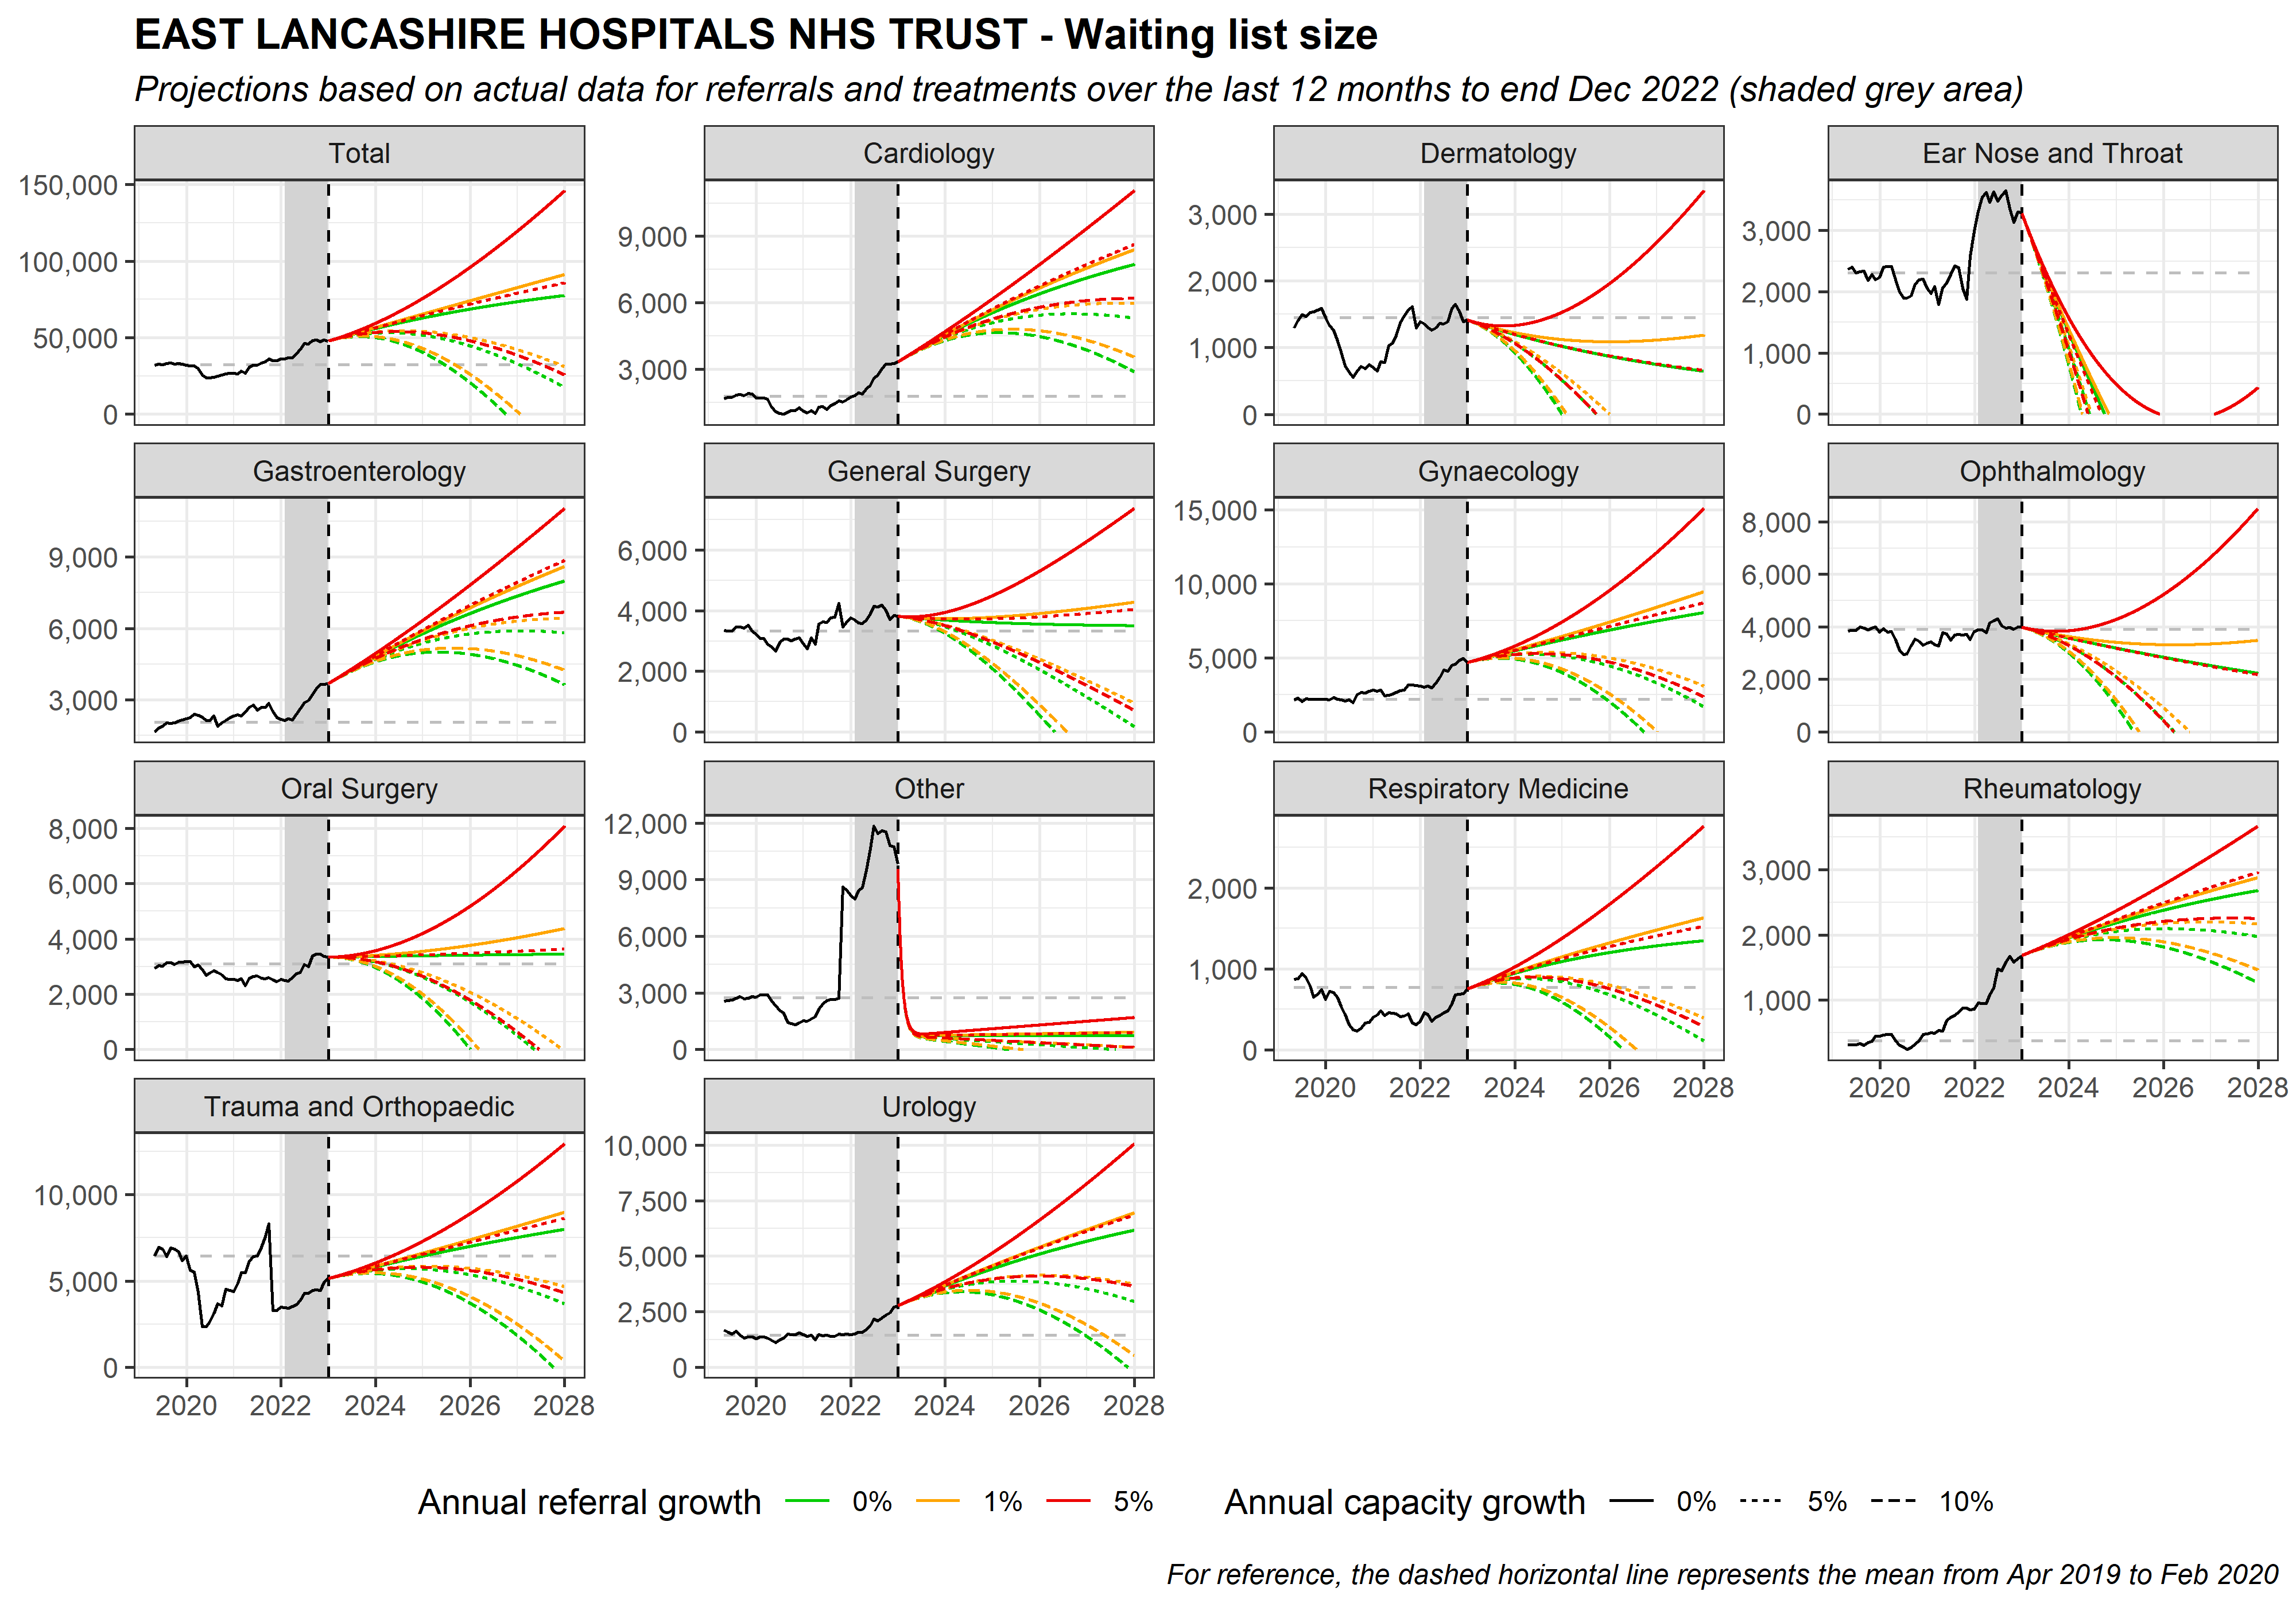 EAST LANCASHIRE HOSPITALS NHS TRUST - Waiting list size
Projections based on actual data for referrals and treatments over the last 12 months to end Dec 2022 (shaded grey area)
Total
150,000
100,000
50,000
0
Cardiology
9,000
6,000
3,000
Dermatology
3,000
2,000
1,000
0
Ear Nose and Throat
3,000
2,000
1,000
0
Gastroenterology
9,000
6,000
3,000
General Surgery
6,000
4,000
2,000
0
Gynaecology
15,000
10,000
5,000
0
Ophthalmology
8,000
6,000
4,000
2,000
0
Oral Surgery
8,000
6,000
4,000
2,000
0
Other
12,000
9,000
6,000
3,000
0
Respiratory Medicine
2,000
1,000
0
2020 2022 2024 2026 2028
Rheumatology
3,000
2,000
1,000
2020 2022 2024 2026 2028
Trauma and Orthopaedic
10,000
5,000
0
2020 2022 2024 2026 2028
Urology
10,000
7,500
5,000
2,500
0
2020 2022 2024 2026 2028
Annual referral growth 0% 1% 5%
Annual capacity growth 0% 5% 10%
For reference, the dashed horizontal line represents the mean from Apr 2019 to Feb 2020